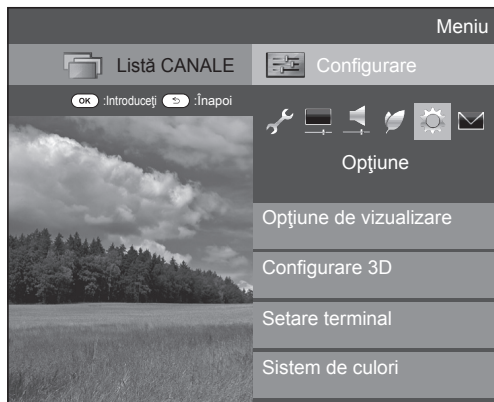 Meniu
Listă CANALE Configurare
OK :Introduceţi :Înapoi
Opţiune
Opţiune de vizualizare
Configurare 3D
Setare terminal
Sistem de culori